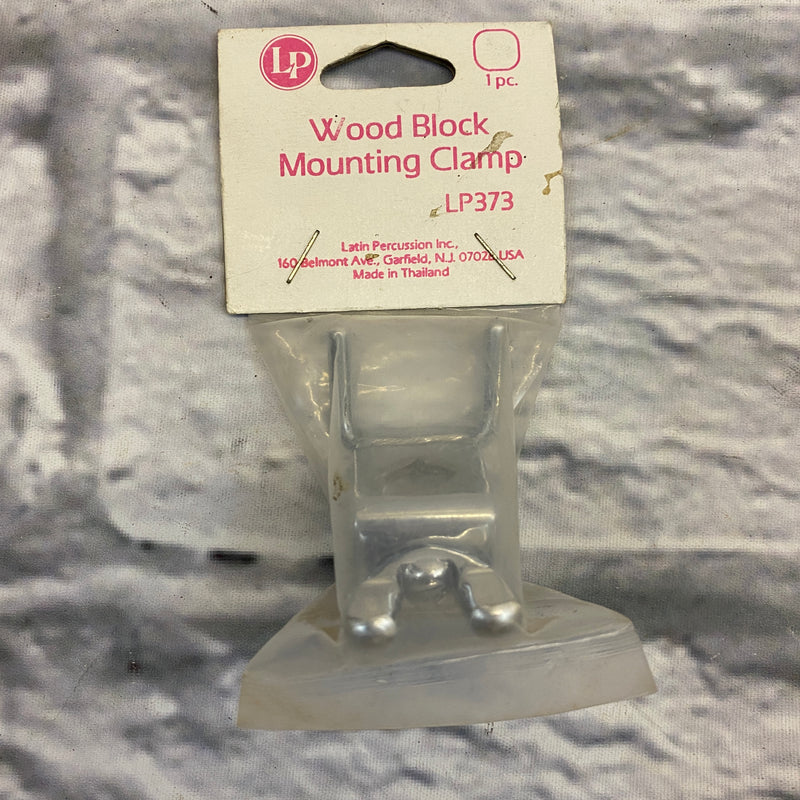 LP
1 pc.
Wood Block
Mounting Clamp
LP373
Latin Percussion Inc.,
160 Belmont Ave., Garfield, N.J. 07026 USA
Made in Thailand